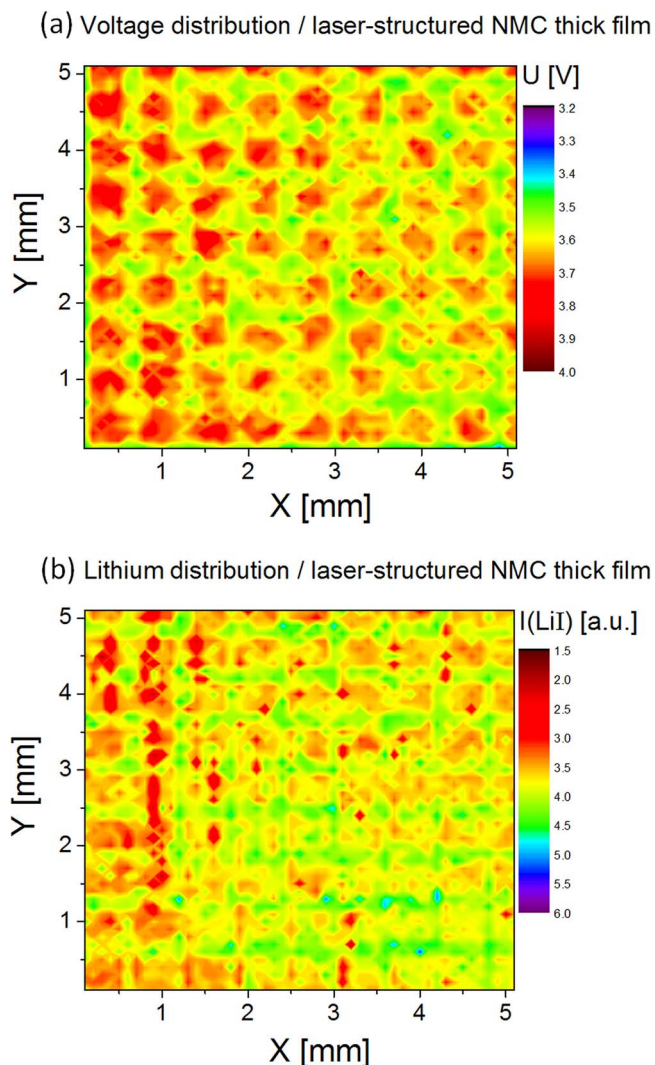 (a) Voltage distribution / laser-structured NMC thick film
U [V]
3.2
3.3
3.4
3.5
3.6
3.7
3.8
3.9
4.0
Y [mm]
5
4
3
2
1
1 2 3 4 5
X [mm]
(b) Lithium distribution / laser-structured NMC thick film
I(LiI) [a.u.]
1.5
2.0
2.5
3.0
3.5
4.0
4.5
5.0
5.5
6.0
Y [mm]
5
4
3
2
1
1 2 3 4 5
X [mm]